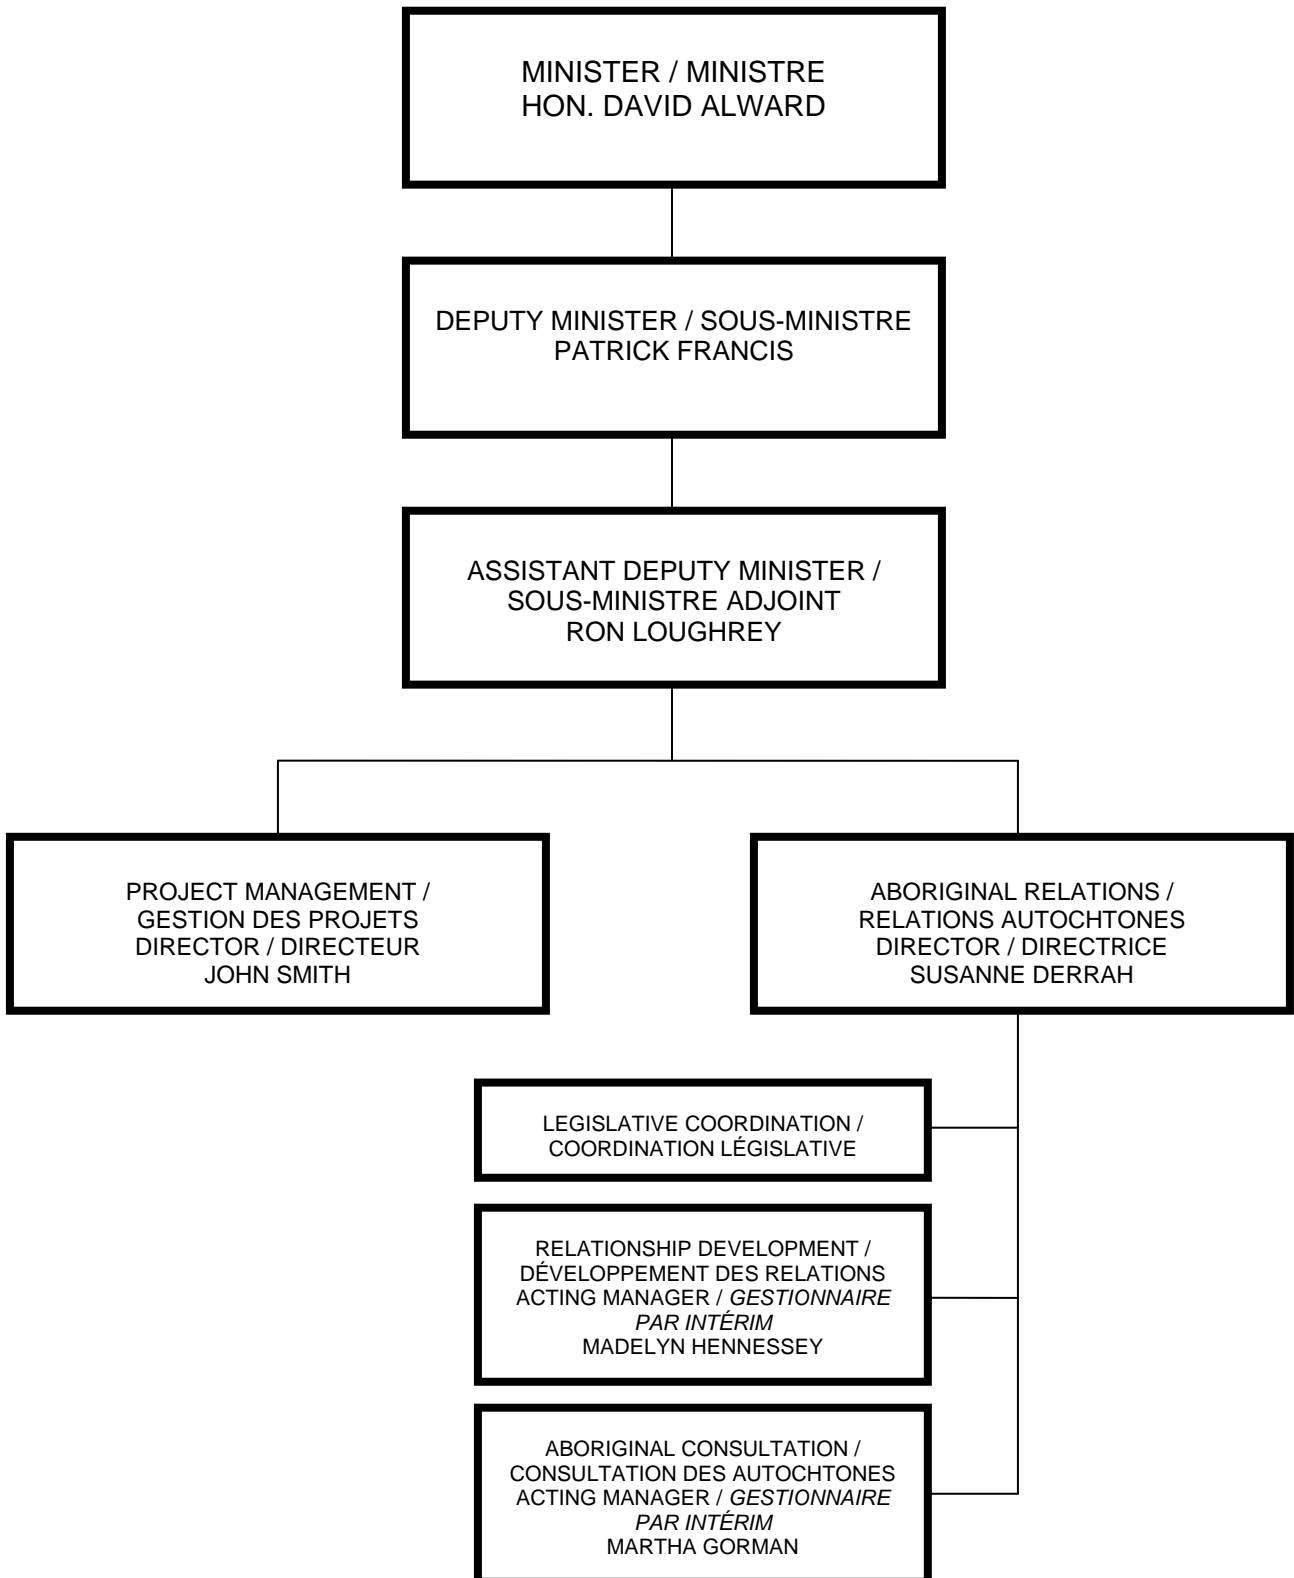 MINISTER / MINISTRE
HON. DAVID ALWARD
DEPUTY MINISTER / SOUS-MINISTRE
PATRICK FRANCIS
ASSISTANT DEPUTY MINISTER /
SOUS-MINISTRE ADJOINT
RON LOUGHREY
PROJECT MANAGEMENT /
GESTION DES PROJETS
DIRECTOR / DIRECTEUR
JOHN SMITH
ABORIGINAL RELATIONS /
RELATIONS AUTOCHTONES
DIRECTOR / DIRECTRICE
SUSANNE DERRAH
LEGISLATIVE COORDINATION /
COORDINATION LÉGISLATIVE
RELATIONSHIP DEVELOPMENT /
DÉVELOPPEMENT DES RELATIONS
ACTING MANAGER / GESTIONNAIRE
PAR INTÉRIM
MADELYN HENNESSEY
ABORIGINAL CONSULTATION /
CONSULTATION DES AUTOCHTONES
ACTING MANAGER / GESTIONNAIRE
PAR INTÉRIM
MARTHA GORMAN